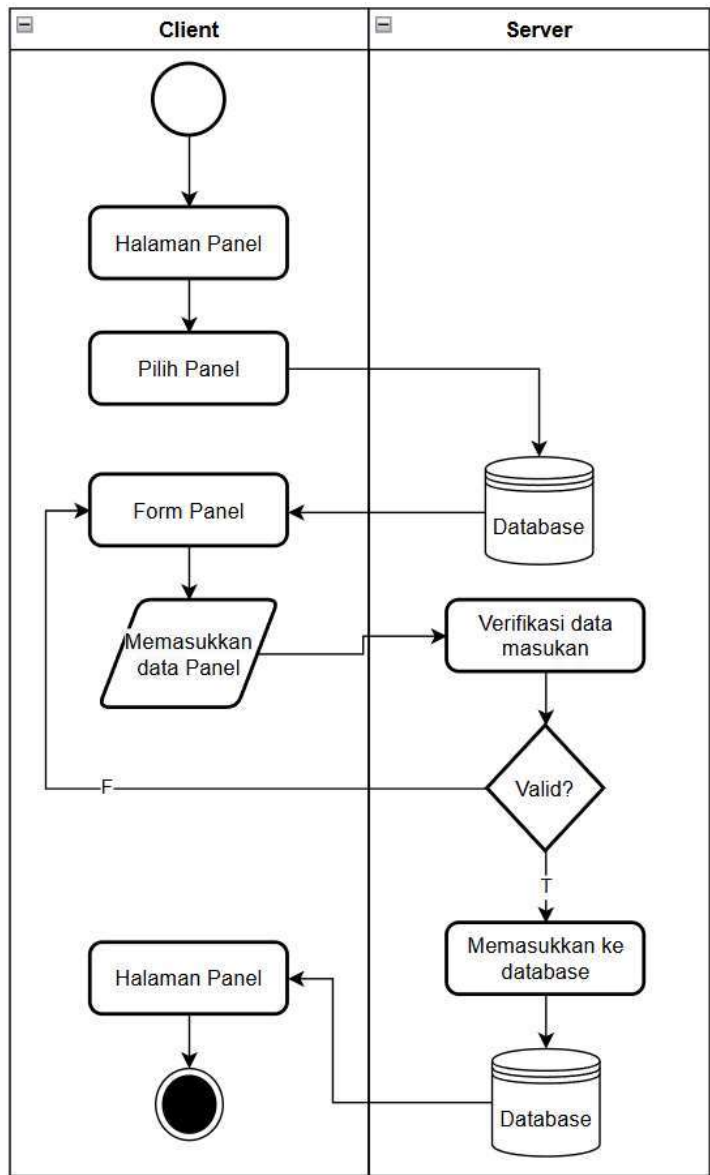 Client
Server
Halaman Panel
Pilih Panel
Database
Form Panel
Memasukkan
data Panel
Verifikasi data
masukan
Valid?
F
T
Memasukkan ke
database
Halaman Panel
Database